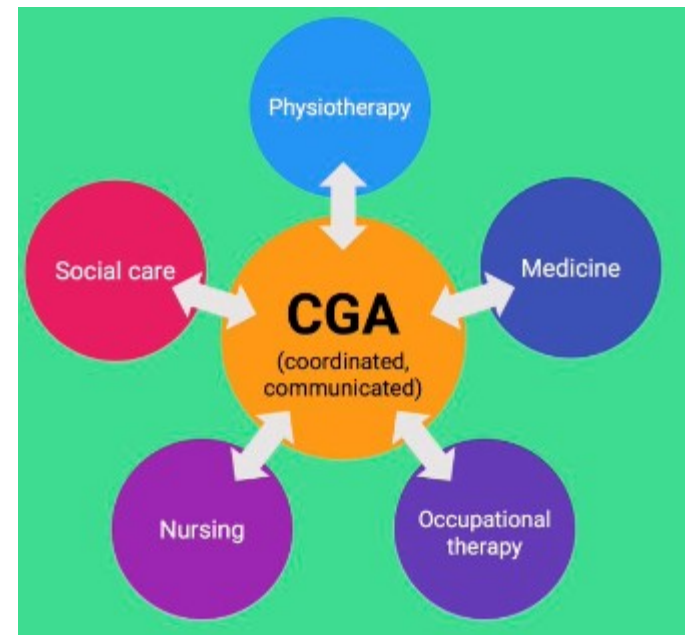 Physiotherapy
Social care
Medicine
CGA
(coordinated,
communicated)
Nursing
Occupational
therapy